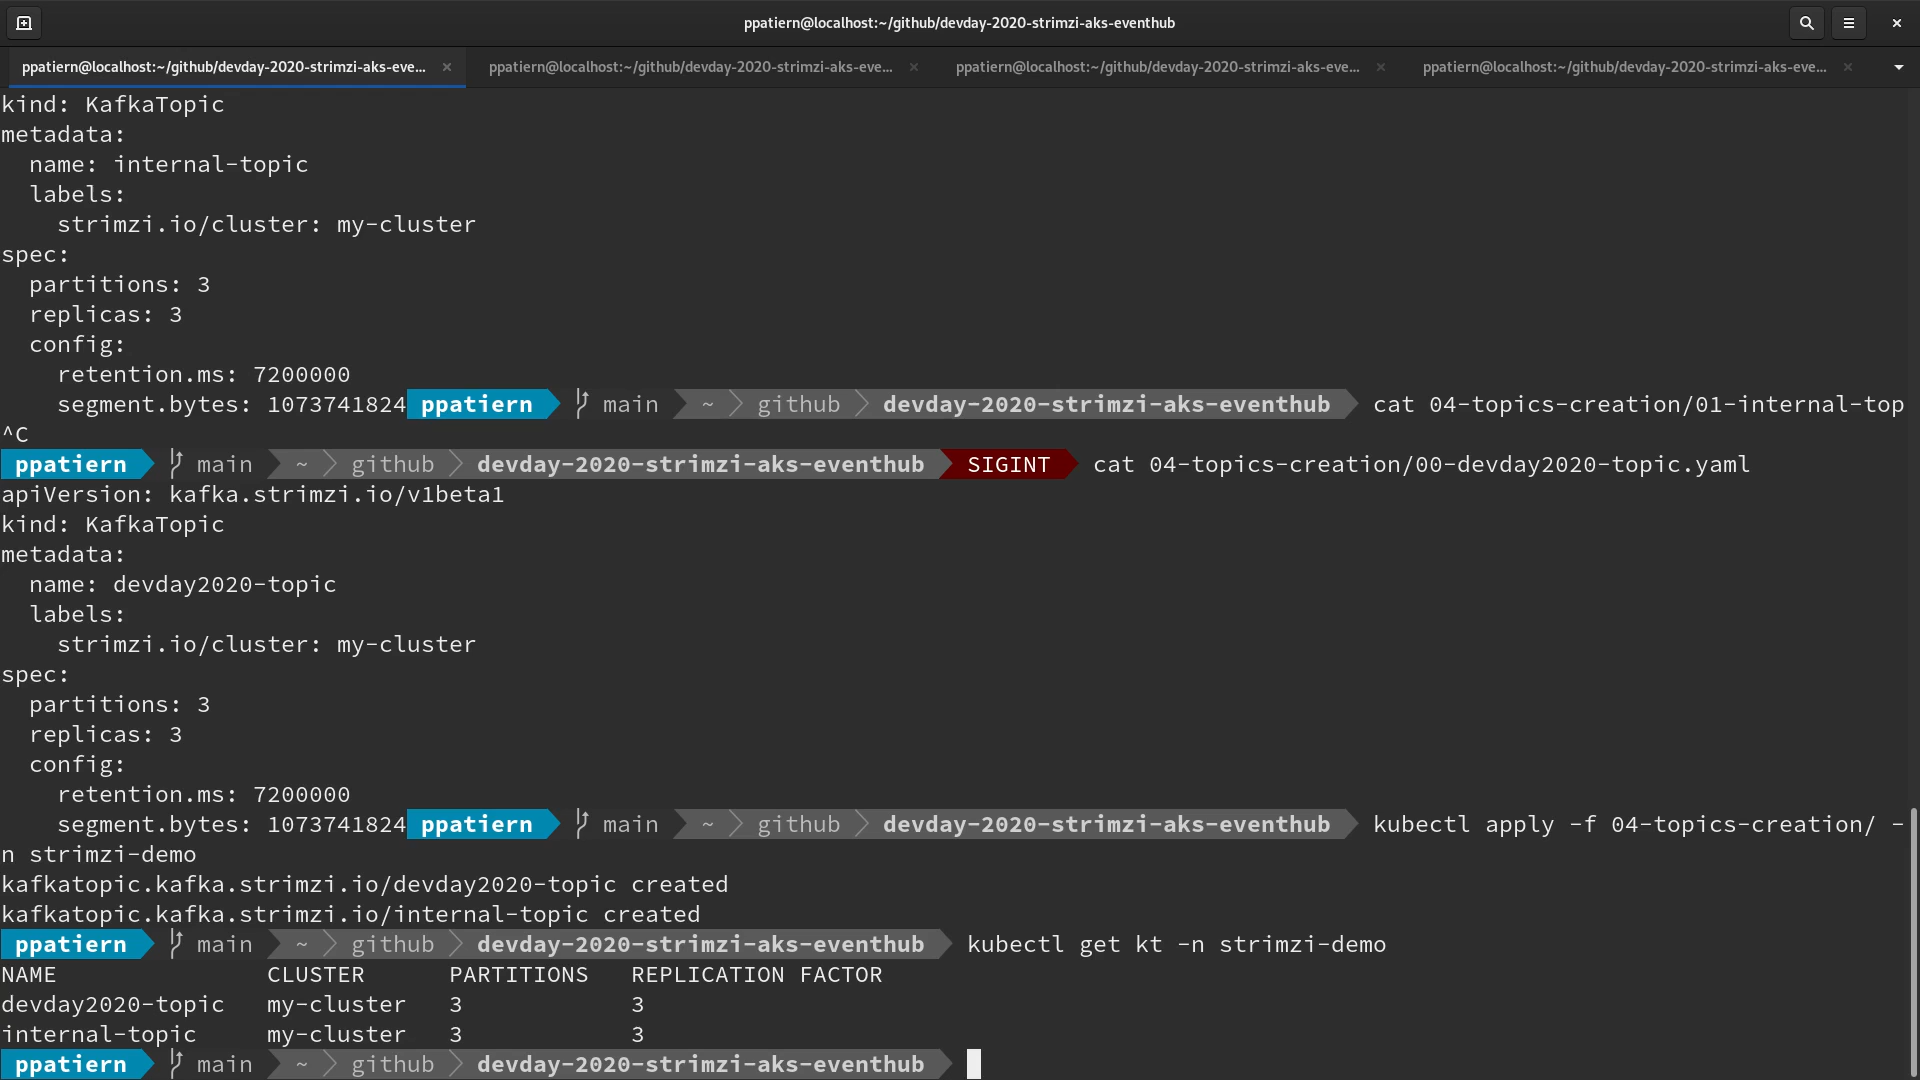 ppatiern@localhost:~/github/devday-2020-strimzi-aks-eventhub
ppatiern@localhost:~/github/devday-2020-strimzi-aks-eve... ppatiern@localhost:~/github/devday-2020-strimzi-aks-eve... ppatiern@localhost:~/github/devday-2020-strimzi-aks-eve... ppatiern@localhost:~/github/devday-2020-strimzi-aks-eve...
kind: KafkaTopic
metadata:
  name: internal-topic
  labels:
    strimzi.io/cluster: my-cluster
spec:
  partitions: 3
  replicas: 3
  config:
    retention.ms: 7200000
    segment.bytes: 1073741824 ppatiern main ~ github devday-2020-strimzi-aks-eventhub cat 04-topics-creation/01-internal-top
^C
ppatiern main ~ github devday-2020-strimzi-aks-eventhub SIGINT cat 04-topics-creation/00-devday2020-topic.yaml
apiVersion: kafka.strimzi.io/v1beta1
kind: KafkaTopic
metadata:
  name: devday2020-topic
  labels:
    strimzi.io/cluster: my-cluster
spec:
  partitions: 3
  replicas: 3
  config:
    retention.ms: 7200000
    segment.bytes: 1073741824 ppatiern main ~ github devday-2020-strimzi-aks-eventhub kubectl apply -f 04-topics-creation/ -
n strimzi-demo
kafkatopic.kafka.strimzi.io/devday2020-topic created
kafkatopic.kafka.strimzi.io/internal-topic created
ppatiern main ~ github devday-2020-strimzi-aks-eventhub kubectl get kt -n strimzi-demo
NAME CLUSTER PARTITIONS REPLICATION FACTOR
devday2020-topic my-cluster 3 3
internal-topic my-cluster 3 3
ppatiern main ~ github devday-2020-strimzi-aks-eventhub